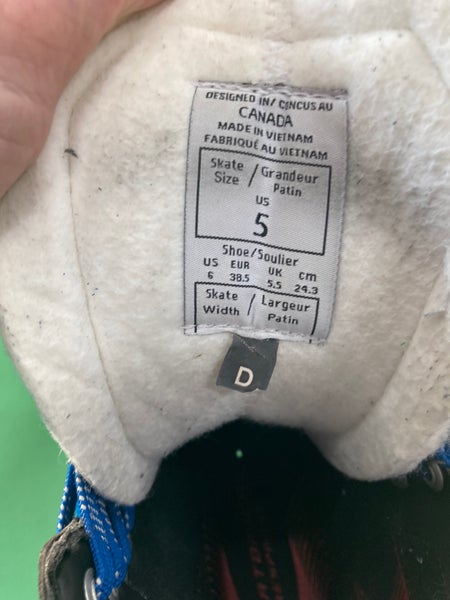 DESIGNED IN/ CINCUS AU
CANADA
MADE IN VIETNAM
FABRIQUÉ AU VIETNAM
Skate / Grandeur
Size Patin
US
5
Shoe/Soulier
US EUR UK cm
6 38.5 5.5 24.3
Skate / Largeur
Width Patin
D